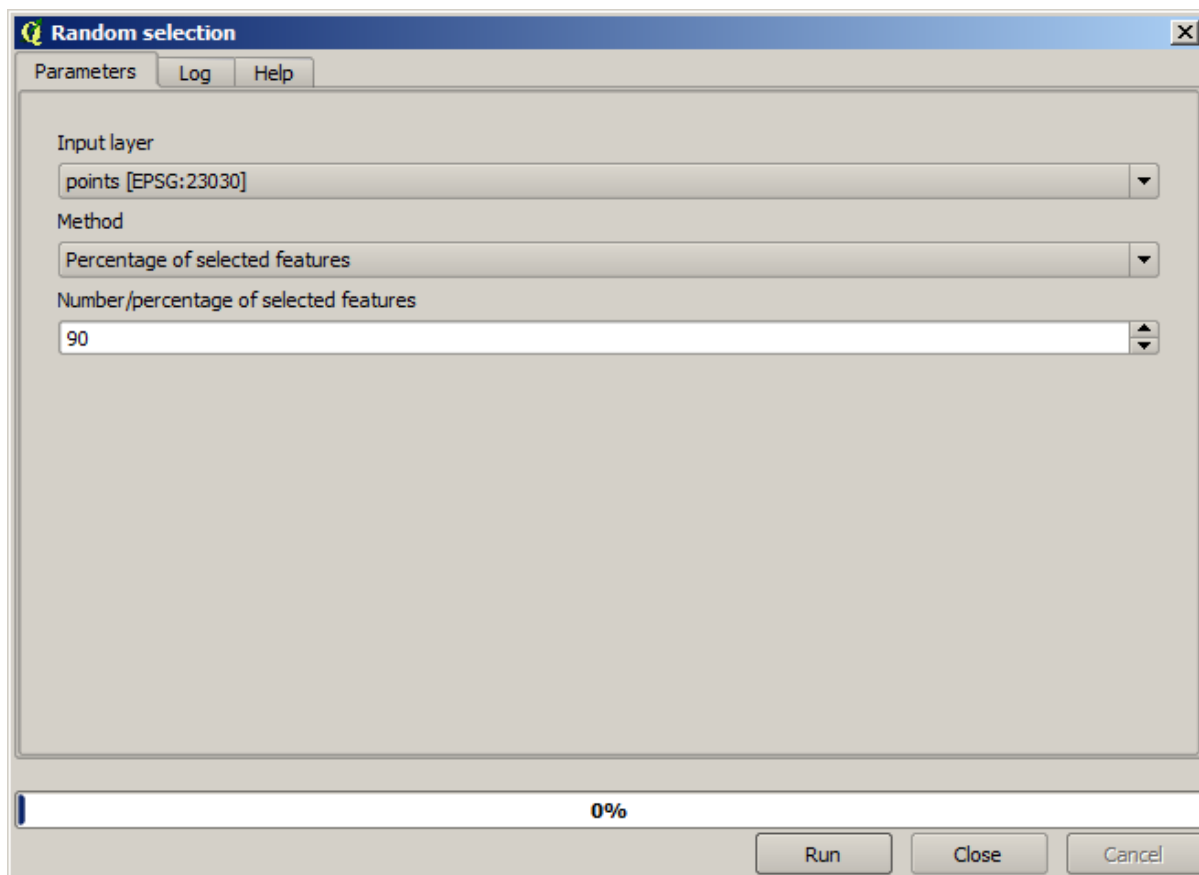 Random selection
Parameters Log Help
Input layer
points [EPSG:23030]
Method
Percentage of selected features
Number/percentage of selected features
90
0%
Run Close Cancel